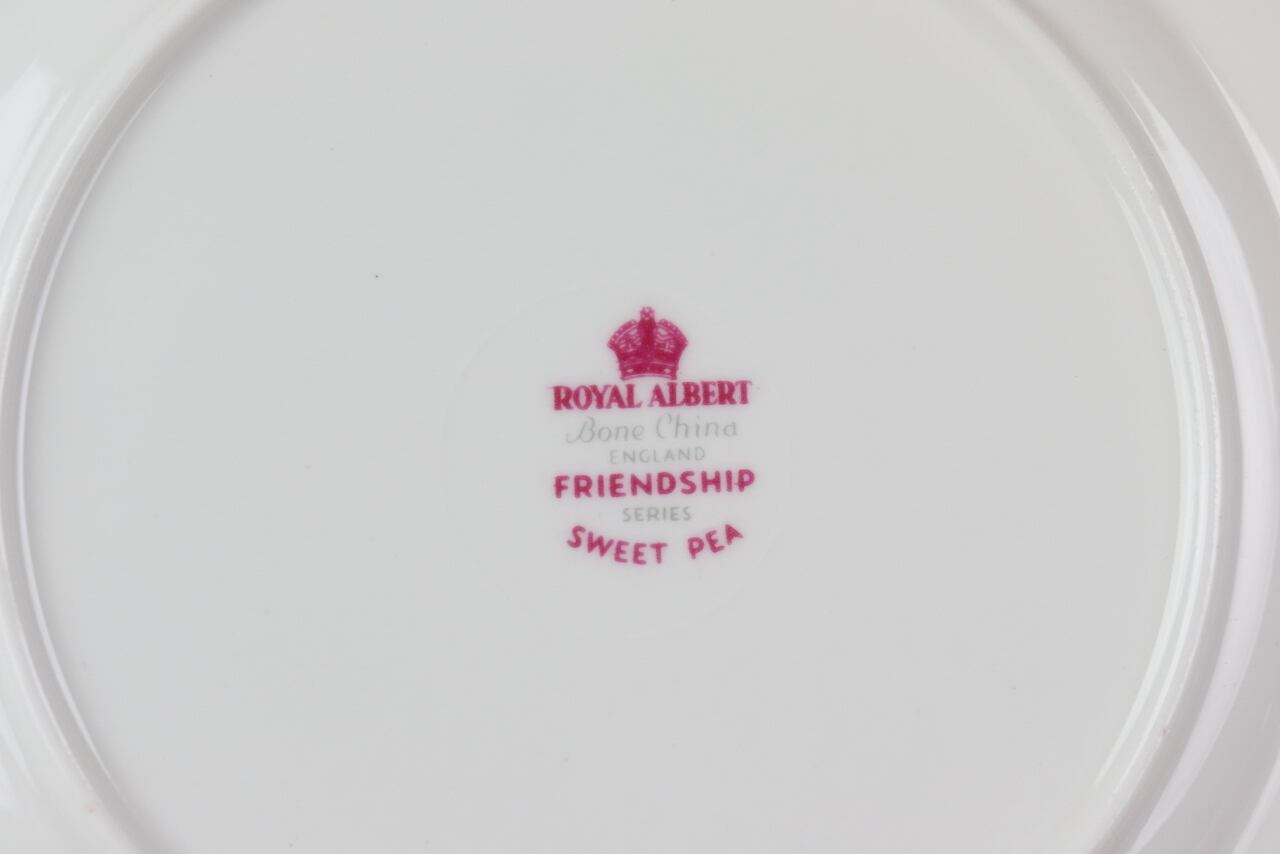 ROYAL ALBERT
Bone China
ENGLAND
FRIENDSHIP
SERIES
SWEET PEA